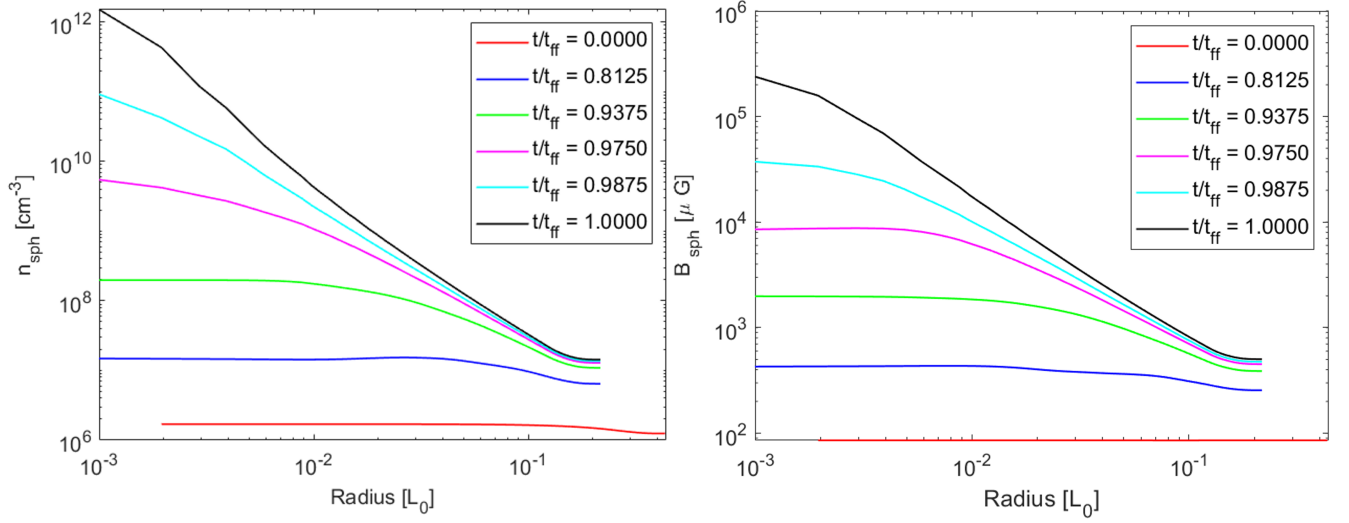 10^12
10^10
10^8
10^6
n_sph [cm^-3]
10^-3
10^-2
10^-1
Radius [L_0]
t/t_ff = 0.0000
t/t_ff = 0.8125
t/t_ff = 0.9375
t/t_ff = 0.9750
t/t_ff = 0.9875
t/t_ff = 1.0000
10^6
10^5
10^4
10^3
10^2
B_sph [μ G]
10^-3
10^-2
10^-1
Radius [L_0]
t/t_ff = 0.0000
t/t_ff = 0.8125
t/t_ff = 0.9375
t/t_ff = 0.9750
t/t_ff = 0.9875
t/t_ff = 1.0000